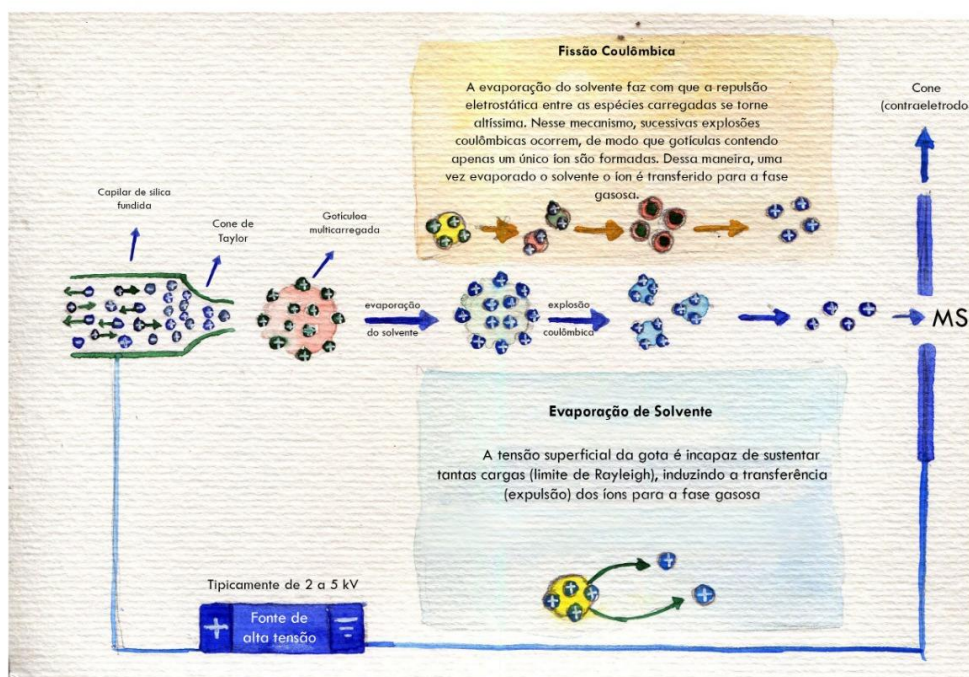 Fissão Coulômbica
A evaporação do solvente faz com que a repulsão
eletrostática entre as espécies carregadas se torne
altíssima. Nesse mecanismo, sucessivas explosões
coulômbicas ocorrem, de modo que gotículas contendo
apenas um único íon são formadas. Dessa maneira, uma
vez evaporado o solvente o íon é transferido para a fase
gasosa.
Cone
(contraeletrodo
Capilar de sílica
fundida
Cone de
Taylor
Gotículoa
multicarregada
evaporação
do solvente
explosão
coulômbica
MS
Evaporação de Solvente
A tensão superficial da gota é incapaz de sustentar
tantas cargas (limite de Rayleigh), induzindo a transferência
(expulsão) dos íons para a fase gasosa
Tipicamente de 2 a 5 kV
Fonte de
alta tensão